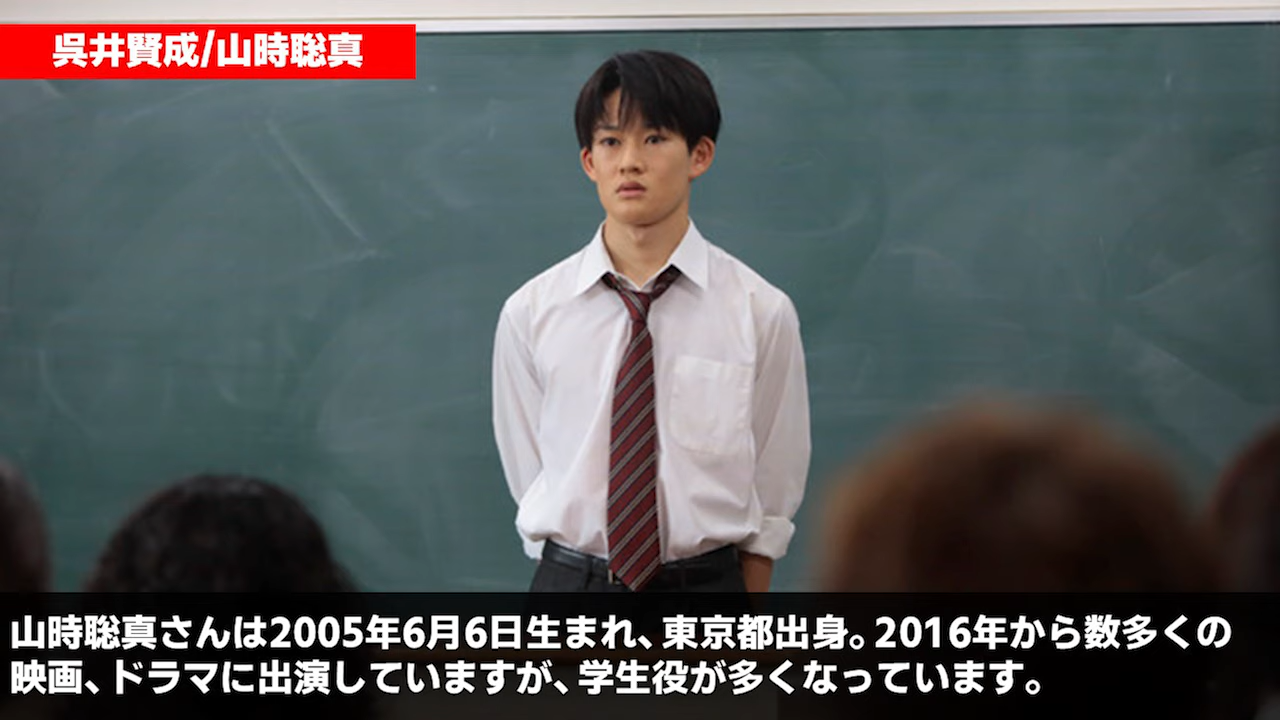 呉井賢成/山時聡真
山時聡真さんは2005年6月6日生まれ、東京都出身。2016年から数多くの
映画、ドラマに出演していますが、学生役が多くなっています。